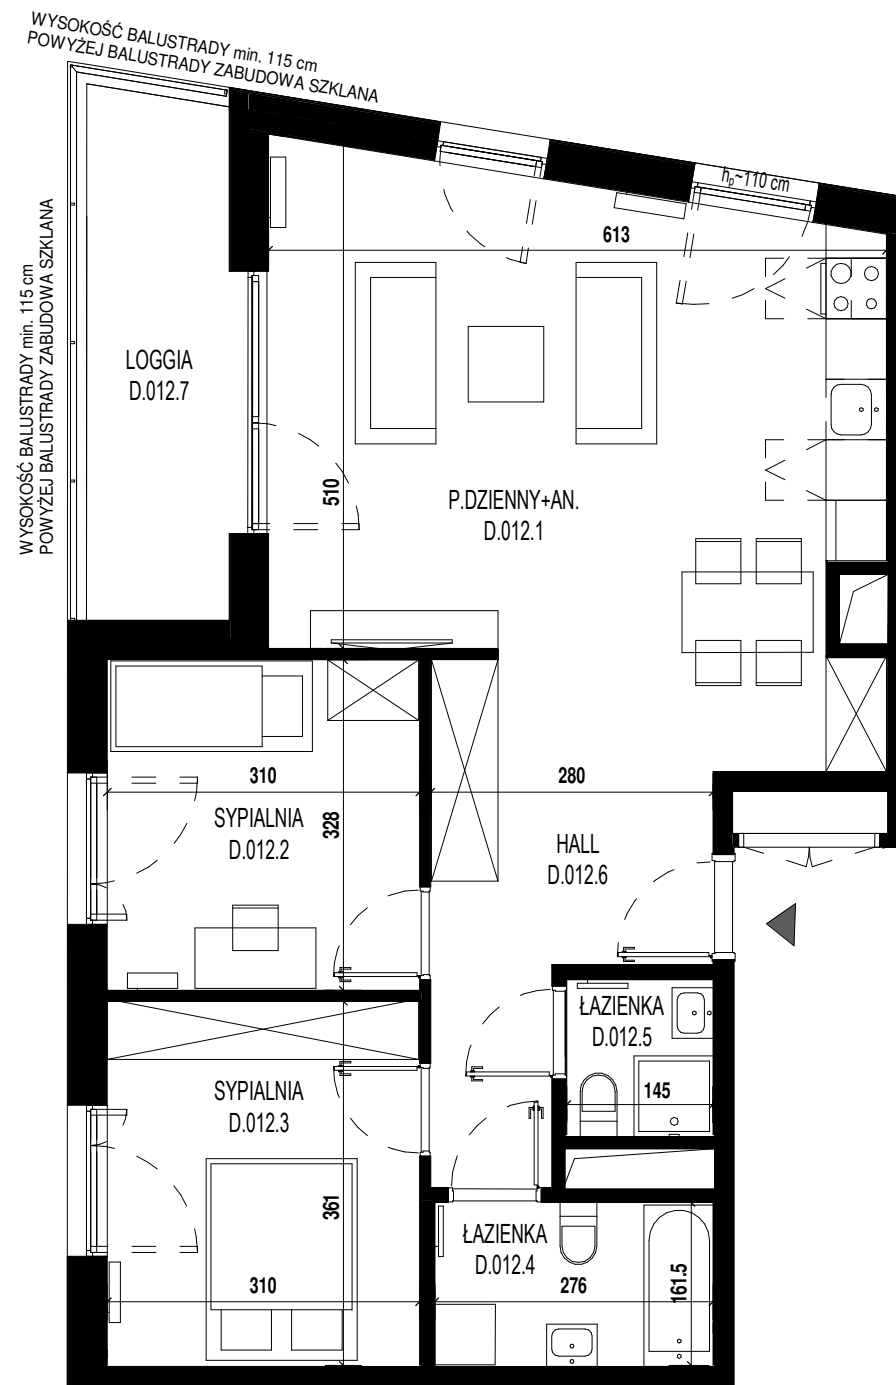 WYSOKOŚĆ BALUSTRADY min. 115 cm
POWYŻEJ BALUSTRADY ZABUDOWA SZKLANA
hp~110 cm
613
WYSOKOŚĆ BALUSTRADY min. 115 cm
POWYŻEJ BALUSTRADY ZABUDOWA SZKLANA
LOGGIA
D.012.7
510
P.DZIENNY+AN.
D.012.1
310
280
SYPIALNIA
D.012.2
328
HALL
D.012.6
ŁAZIENKA
D.012.5
145
SYPIALNIA
D.012.3
361
310
ŁAZIENKA
D.012.4
276
161.5